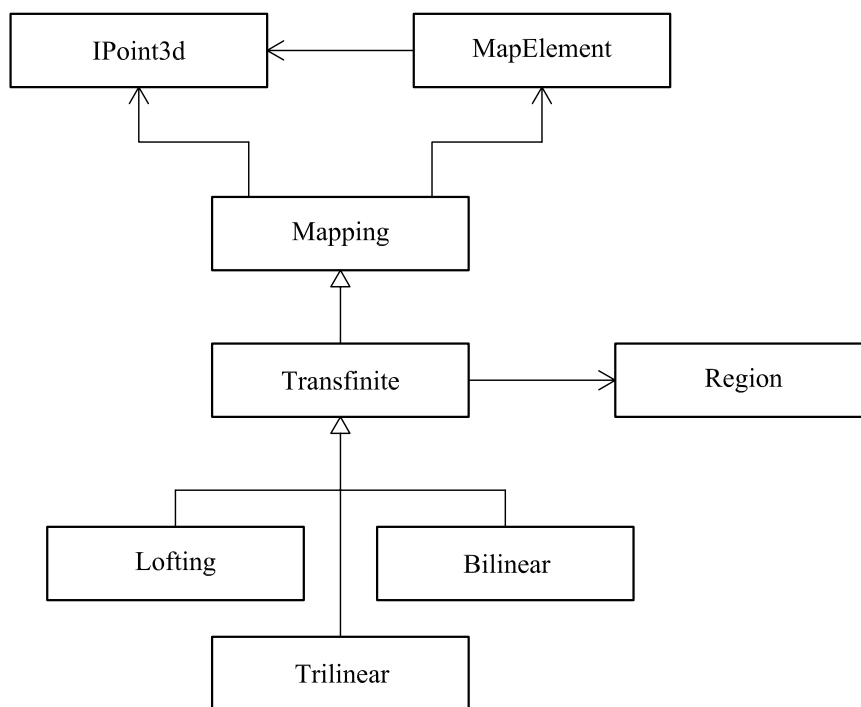 IPoint3d
MapElement
Mapping
Transfinite
Region
Lofting
Bilinear
Trilinear